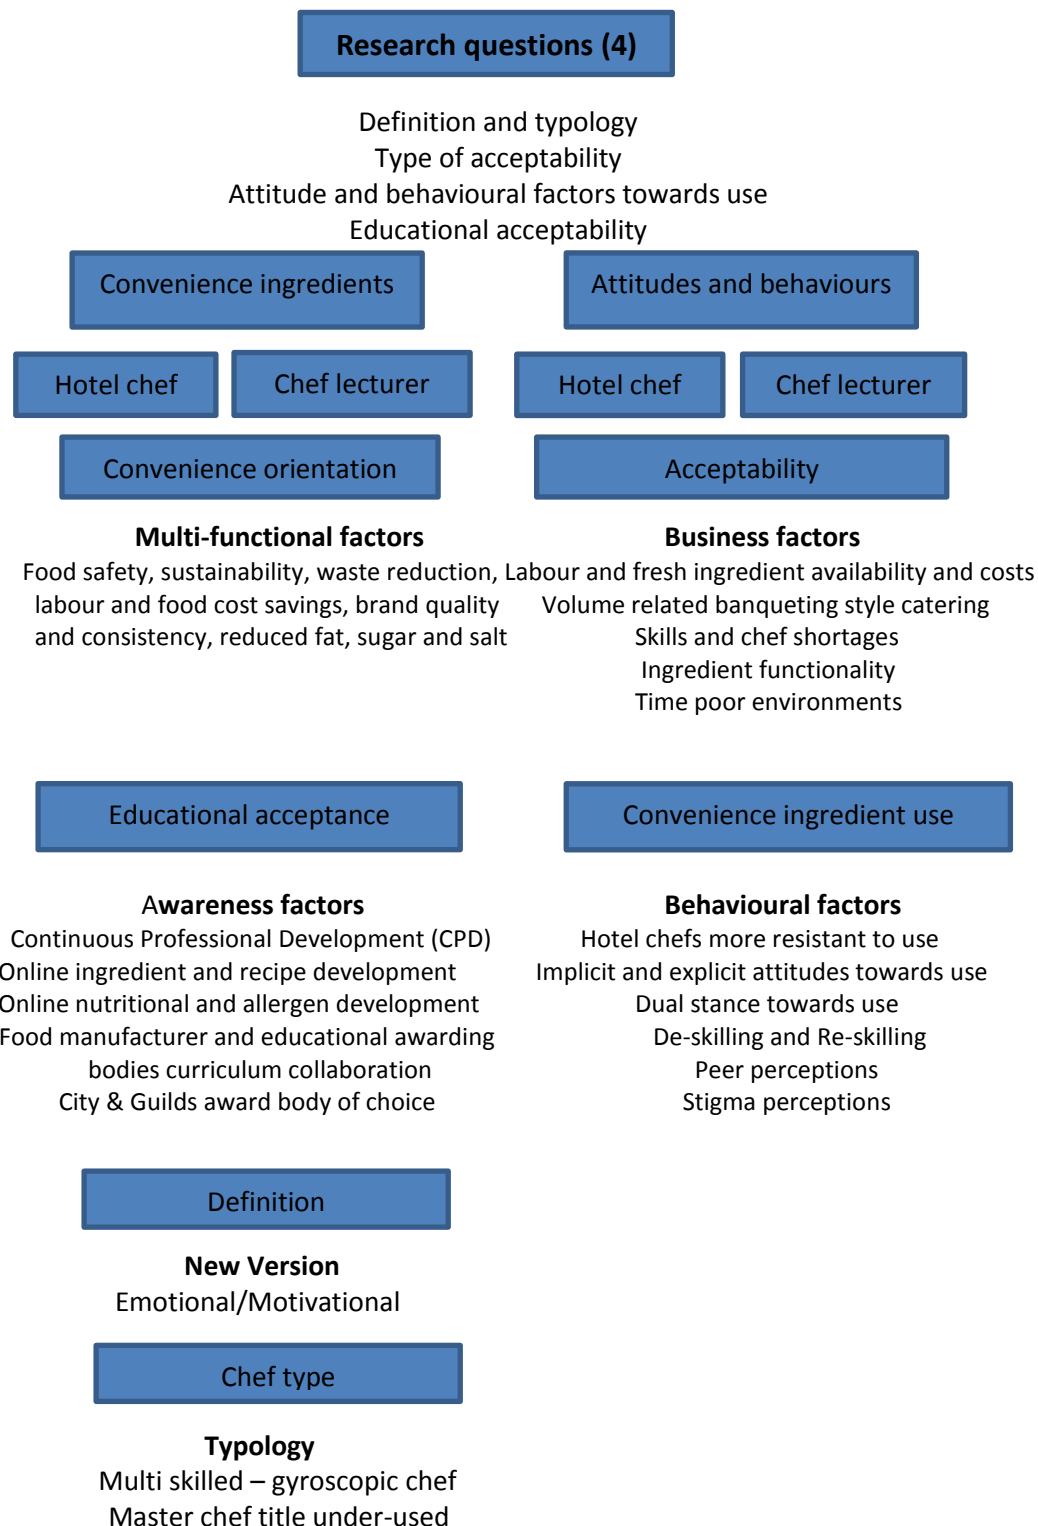 Research questions (4)
Definition and typology
Type of acceptability
Attitude and behavioural factors towards use
Educational acceptability
Convenience ingredients
Attitudes and behaviours
Hotel chef
Chef lecturer
Hotel chef
Chef lecturer
Convenience orientation
Acceptability
Multi-functional factors
Food safety, sustainability, waste reduction,
labour and food cost savings, brand quality
and consistency, reduced fat, sugar and salt
Business factors
Labour and fresh ingredient availability and costs
Volume related banqueting style catering
Skills and chef shortages
Ingredient functionality
Time poor environments
Educational acceptance
Convenience ingredient use
Awareness factors
Continuous Professional Development (CPD)
Online ingredient and recipe development
Online nutritional and allergen development
Food manufacturer and educational awarding
bodies curriculum collaboration
City & Guilds award body of choice
Behavioural factors
Hotel chefs more resistant to use
Implicit and explicit attitudes towards use
Dual stance towards use
De-skilling and Re-skilling
Peer perceptions
Stigma perceptions
Definition
New Version
Emotional/Motivational
Chef type
Typology
Multi skilled – gyroscopic chef
Master chef title under-used